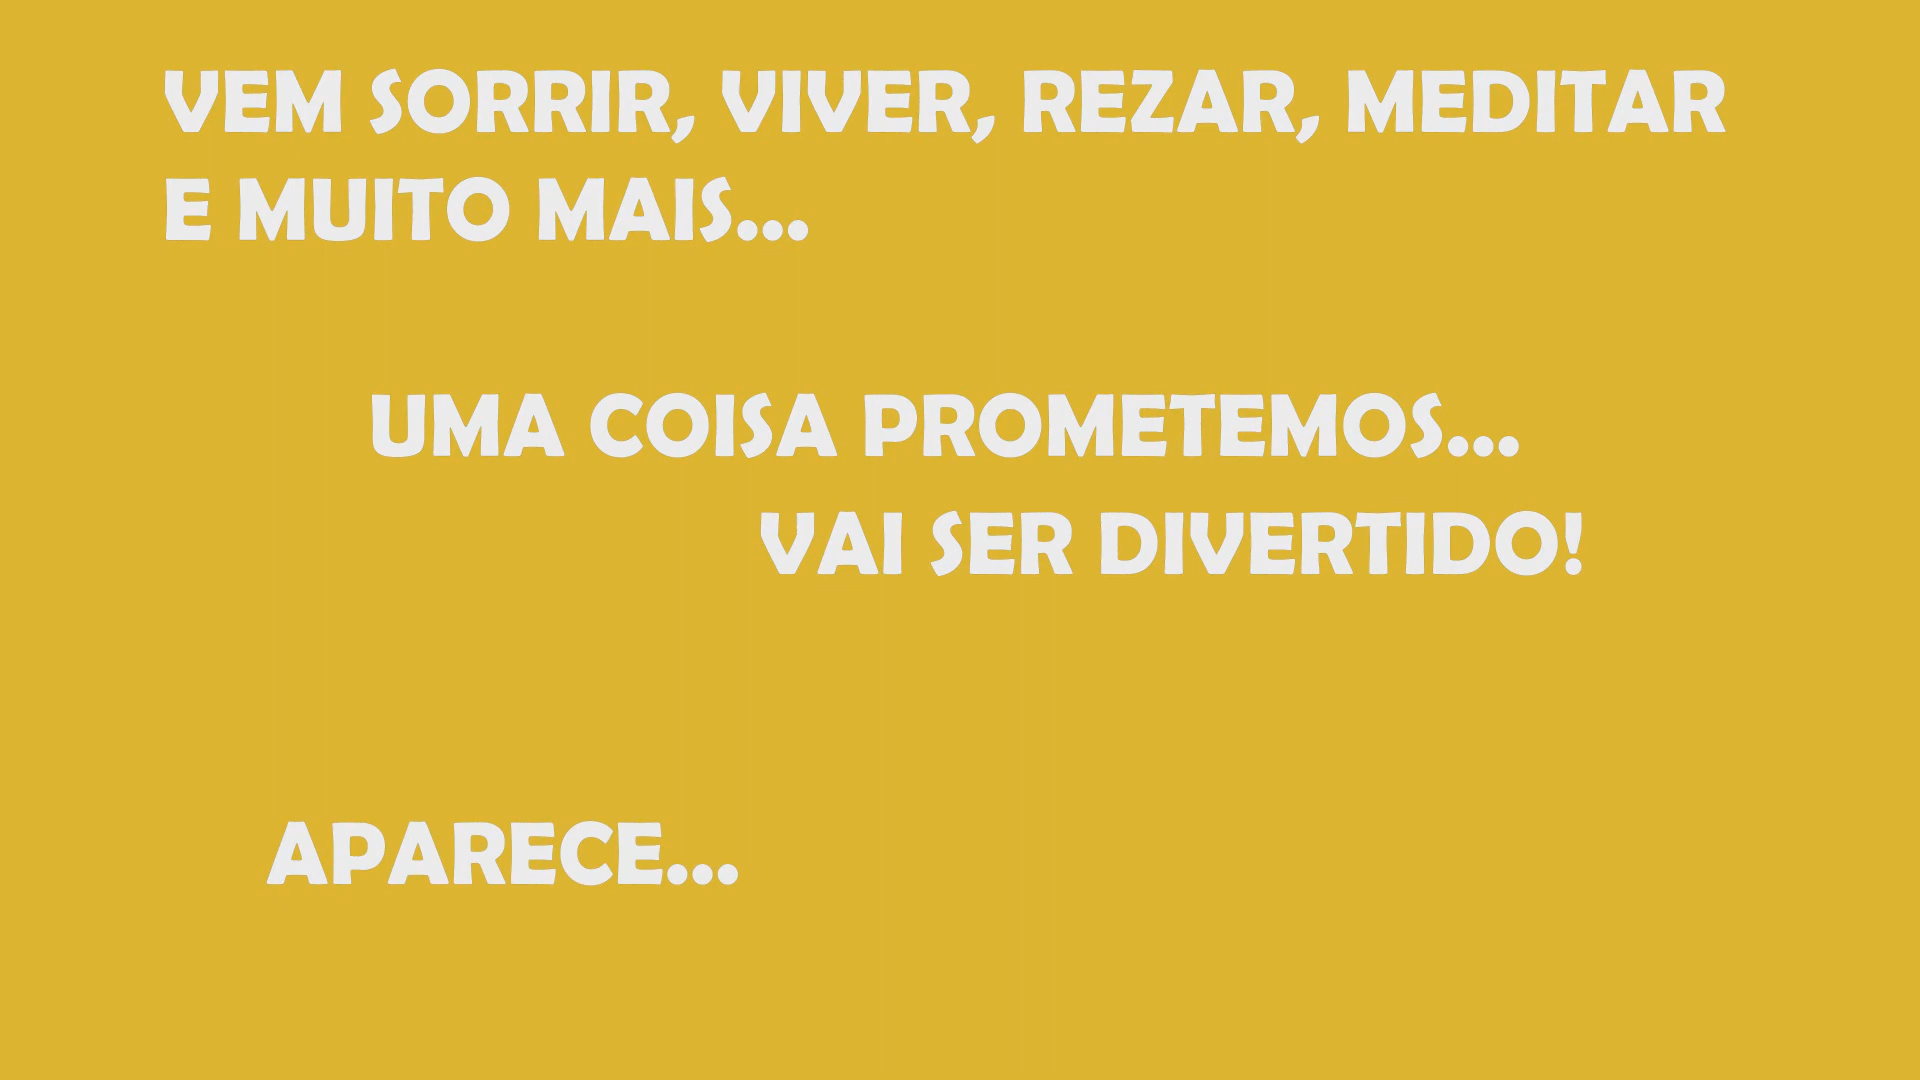 VEM SORRIR, VIVER, REZAR, MEDITAR
E MUITO MAIS...
UMA COISA PROMETEMOS...
VAI SER DIVERTIDO!
APARECE...